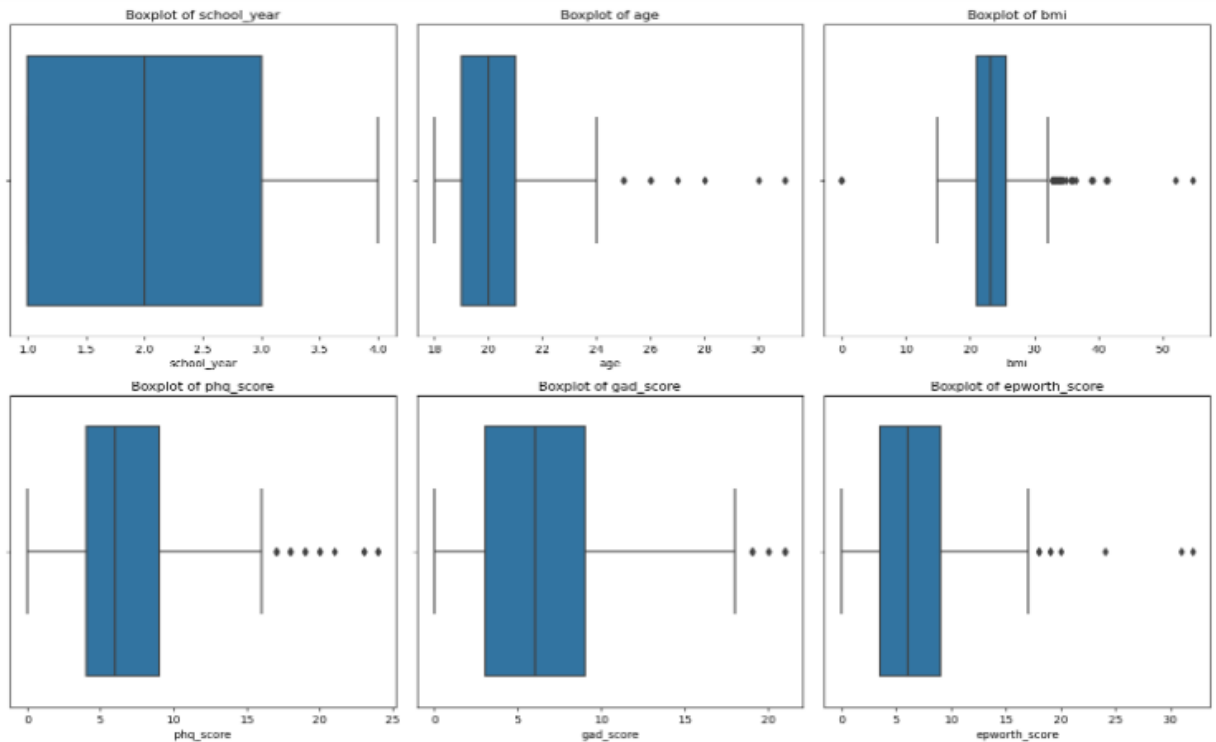 Boxplot of school_year
Boxplot of age
Boxplot of bmi
1.0 1.5 2.0 2.5 3.0 3.5 4.0
18 20 22 24 26 28 30
0 10 20 30 40 50
school_year
age
bmi
Boxplot of phq_score
Boxplot of gad_score
Boxplot of epworth_score
0 5 10 15 20 25
0 5 10 15 20
0 5 10 15 20 25 30
phq_score
gad_score
epworth_score